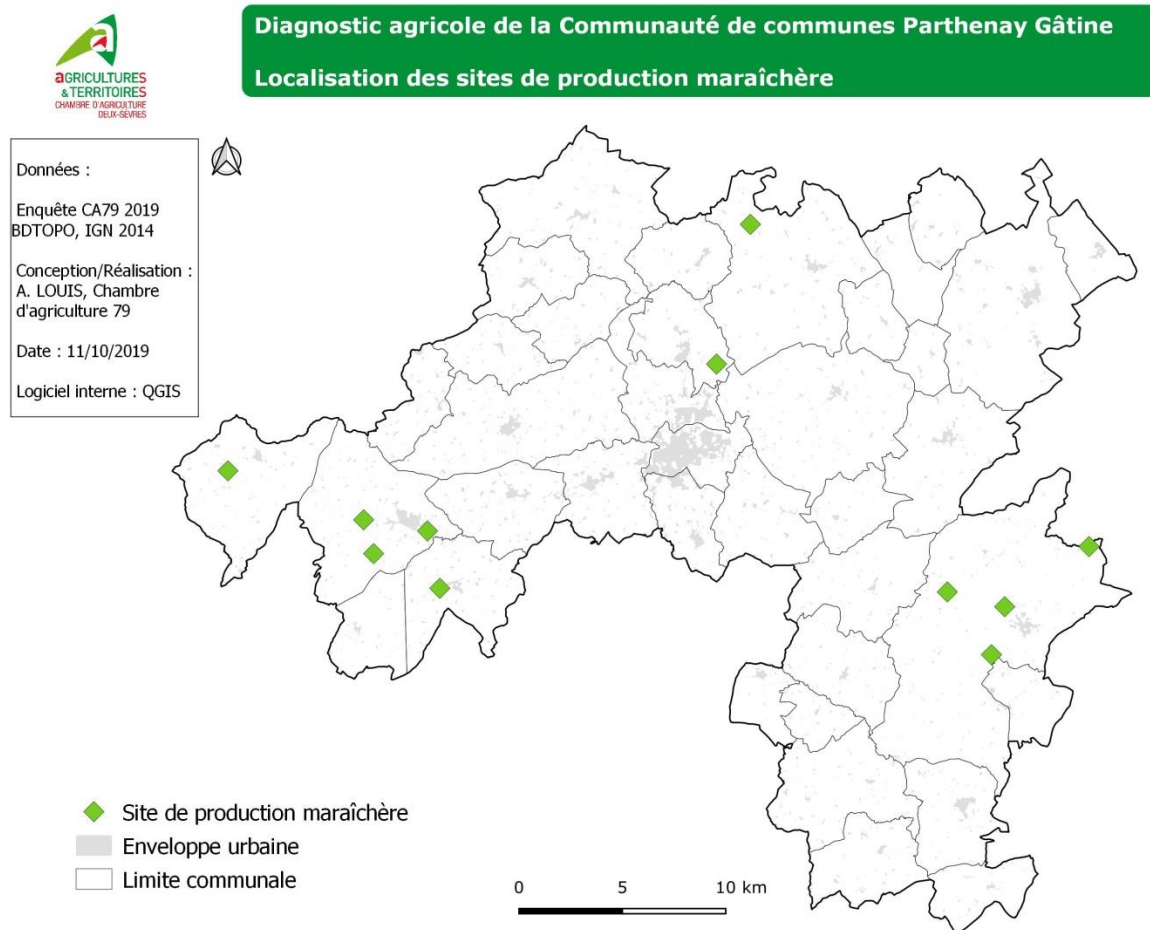 Diagnostic agricole de la Communauté de communes Parthenay Gâtine
Localisation des sites de production maraîchère
aGRICULTURES
& TERRITOIRES
CHAMBRE D'AGRICULTURE
DEUX-SÈVRES
Données :
Enquête CA79 2019
BDTOPO, IGN 2014
Conception/Réalisation :
A. LOUIS, Chambre
d'agriculture 79
Date : 11/10/2019
Logiciel interne : QGIS
Site de production maraîchère
Enveloppe urbaine
Limite communale
0 5 10 km